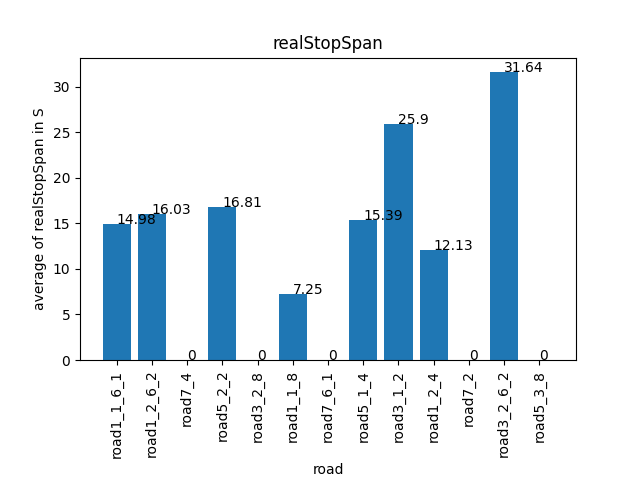 realStopSpan
average of realStopSpan in S
30
25
20
15
10
5
0
14.98
16.03
0
16.81
0
7.25
0
15.39
25.9
12.13
0
31.64
0
road1_1_6_1
road1_2_6_2
road7_4
road5_2_2
road3_2_8
road1_1_8
road7_6_1
road5_1_4
road3_1_2
road1_2_4
road7_2
road3_2_6_2
road5_3_8
road